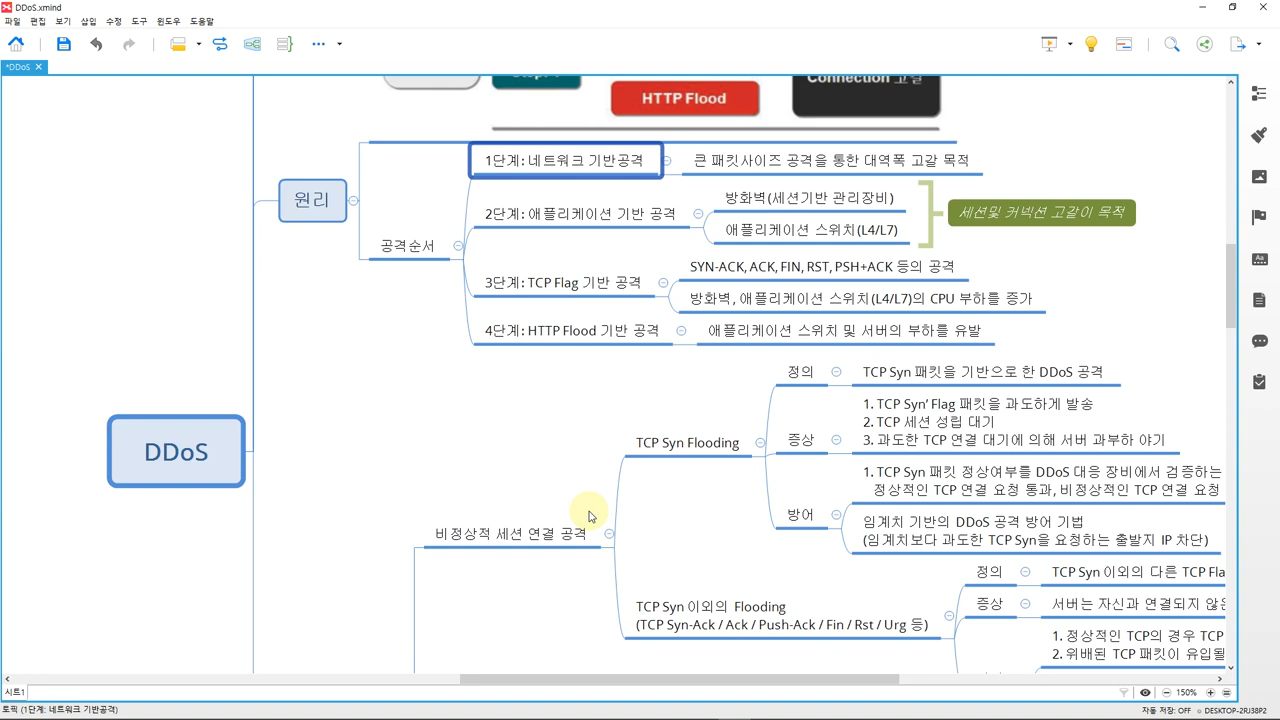 DDoS.xmind
파일 편집 보기 삽입 수정 도구 윈도우 도움말
*DDoS
HTTP Flood
Connection 고갈
원리
공격순서
1단계: 네트워크 기반공격
큰 패킷사이즈 공격을 통한 대역폭 고갈 목적
2단계: 애플리케이션 기반 공격
방화벽(세션기반 관리장비)
애플리케이션 스위치(L4/L7)
세션및 커넥션 고갈이 목적
3단계: TCP Flag 기반 공격
SYN-ACK, ACK, FIN, RST, PSH+ACK 등의 공격
방화벽, 애플리케이션 스위치(L4/L7)의 CPU 부하를 증가
4단계: HTTP Flood 기반 공격
애플리케이션 스위치 및 서버의 부하를 유발
DDoS
비정상적 세션 연결 공격
TCP Syn Flooding
정의
TCP Syn 패킷을 기반으로 한 DDoS 공격
증상
1. TCP Syn’ Flag 패킷을 과도하게 발송
2. TCP 세션 성립 대기
3. 과도한 TCP 연결 대기에 의해 서버 과부하 야기
방어
1. TCP Syn 패킷 정상여부를 DDoS 대응 장비에서 검증하는
정상적인 TCP 연결 요청 통과, 비정상적인 TCP 연결 요청
임계치 기반의 DDoS 공격 방어 기법
(임계치보다 과도한 TCP Syn을 요청하는 출발지 IP 차단)
TCP Syn 이외의 Flooding
(TCP Syn-Ack / Ack / Push-Ack / Fin / Rst / Urg 등)
정의
TCP Syn 이외의 다른 TCP Fla
증상
서버는 자신과 연결되지 않은
1. 정상적인 TCP의 경우 TCP
2. 위배된 TCP 패킷이 유입될
시트1
150%
토픽 (1단계: 네트워크 기반공격)
자동 저장: OFF
DESKTOP-2RJ38P2